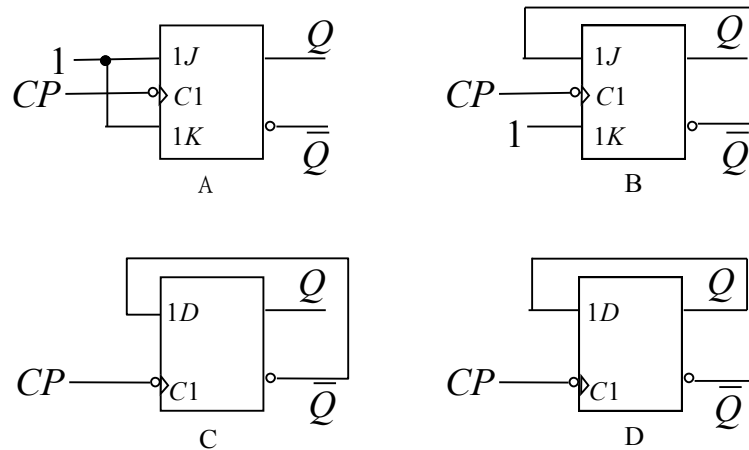 1 1J Q
CP C1
1K Q̅
A
1J Q
CP C1
1 1K Q̅
B
1D Q
CP C1 Q̅
C
1D Q
CP C1 Q̅
D